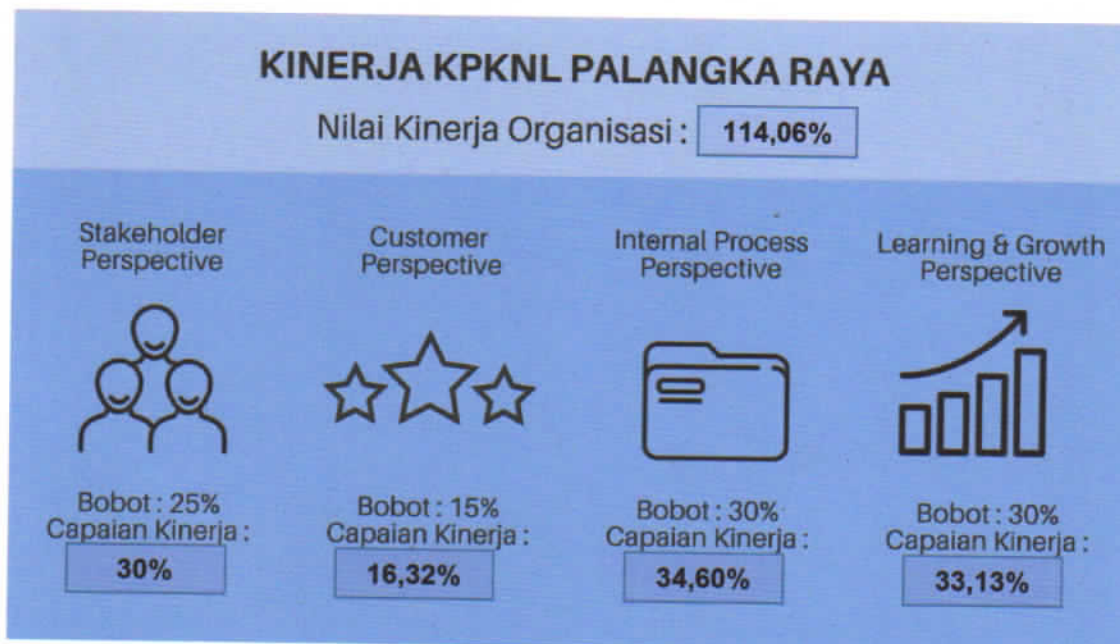 KINERJA KPKNL PALANGKA RAYA
Nilai Kinerja Organisasi : 114,06%
Stakeholder
Perspective
Bobot : 25%
Capaian Kinerja :
30%
Customer
Perspective
Bobot : 15%
Capaian Kinerja :
16,32%
Internal Process
Perspective
Bobot : 30%
Capaian Kinerja :
34,60%
Learning & Growth
Perspective
Bobot : 30%
Capaian Kinerja :
33,13%